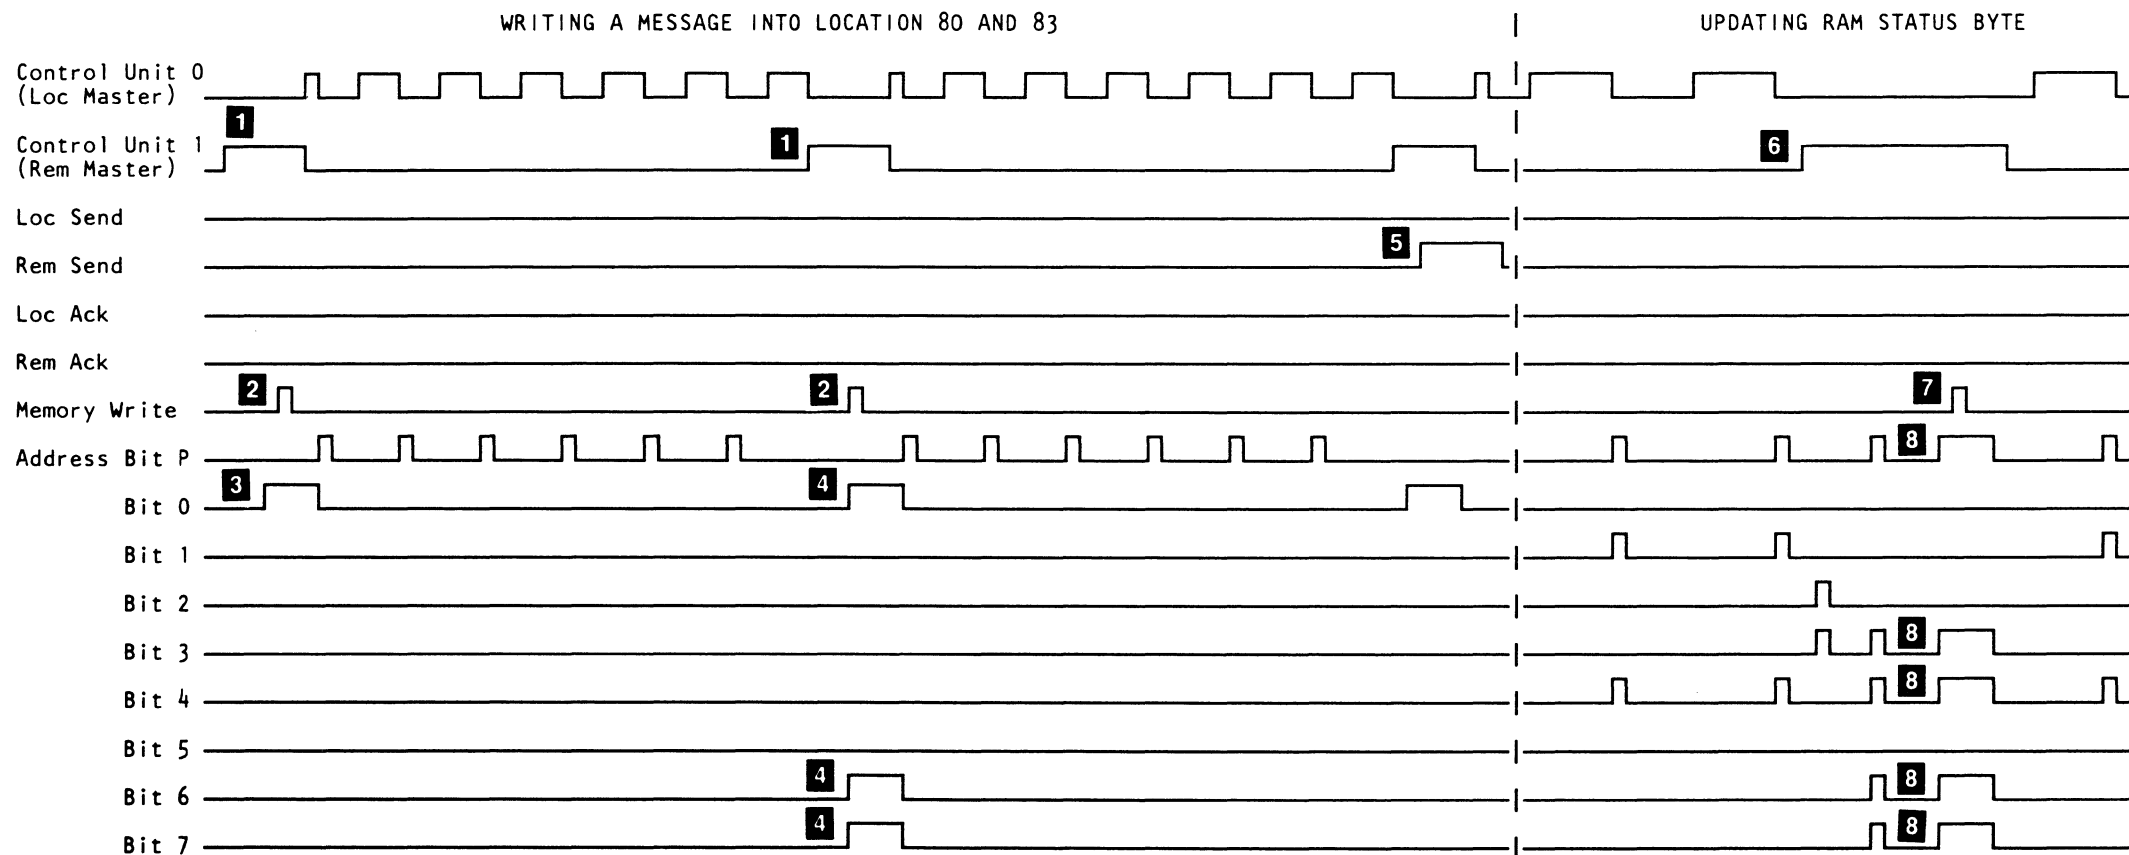 WRITING A MESSAGE INTO LOCATION 80 AND 83
UPDATING RAM STATUS BYTE
Control Unit 0
(Loc Master)
1
Control Unit 1
(Rem Master)
1
6
Loc Send
5
Rem Send
Loc Ack
Rem Ack
2
2
7
Memory Write
8
Address Bit P
3
4
Bit 0
Bit 1
Bit 2
8
Bit 3
8
Bit 4
Bit 5
4
8
Bit 6
4
8
Bit 7